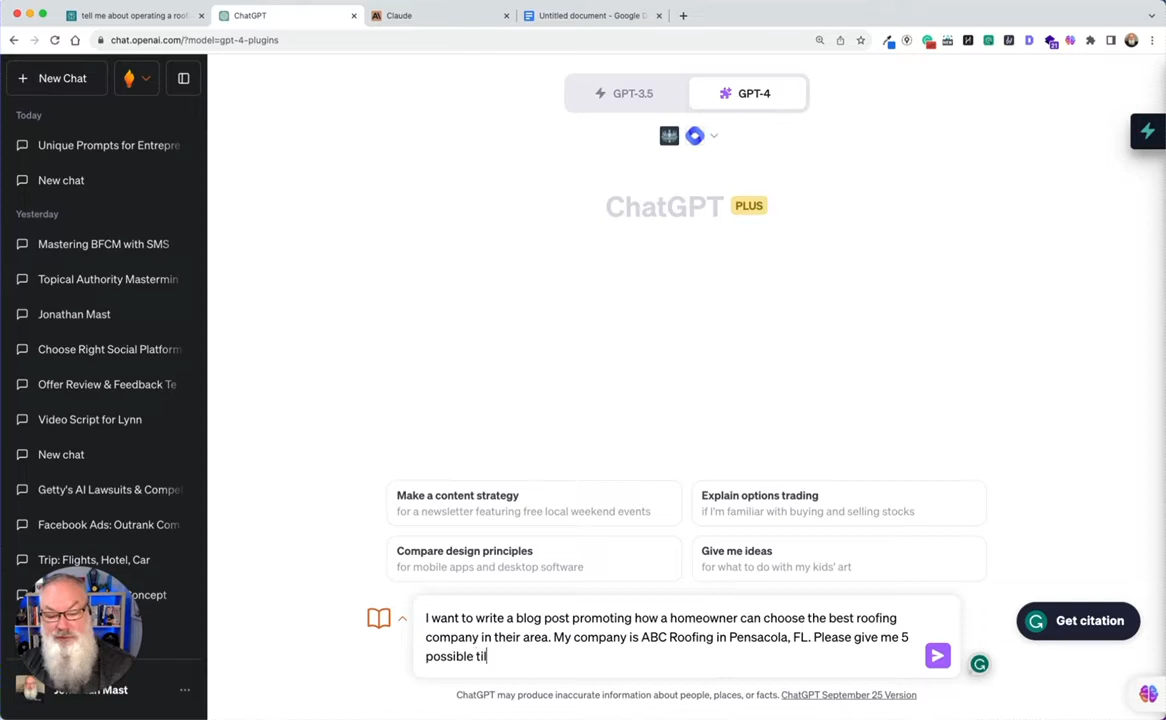 tell me about operating a roof
ChatGPT
Claude
Untitled document - Google D
chat.openai.com/?model=gpt-4-plugins
21
New Chat
GPT-3.5
GPT-4
Today
Unique Prompts for Entrepre
New chat
Yesterday
Mastering BFCM with SMS
Topical Authority Mastermin
Jonathan Mast
Choose Right Social Platform
Offer Review & Feedback Te
Video Script for Lynn
New chat
Getty's AI Lawsuits & Compe
Facebook Ads: Outrank Com
Trip: Flights, Hotel, Car
oncept
ChatGPT PLUS
Make a content strategy
for a newsletter featuring free local weekend events
Explain options trading
if I'm familiar with buying and selling stocks
Compare design principles
for mobile apps and desktop software
Give me ideas
for what to do with my kids' art
I want to write a blog post promoting how a homeowner can choose the best roofing
company in their area. My company is ABC Roofing in Pensacola, FL. Please give me 5
possible til
Get citation
Mast
ChatGPT may produce inaccurate information about people, places, or facts. ChatGPT September 25 Version